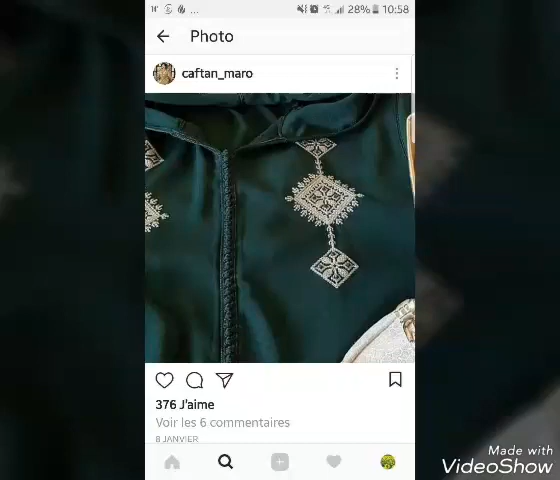 ... 28% 10:58
Photo
caftan_maro
376 J'aime
Voir les 6 commentaires
8 JANVIER
Made with
VideoShow